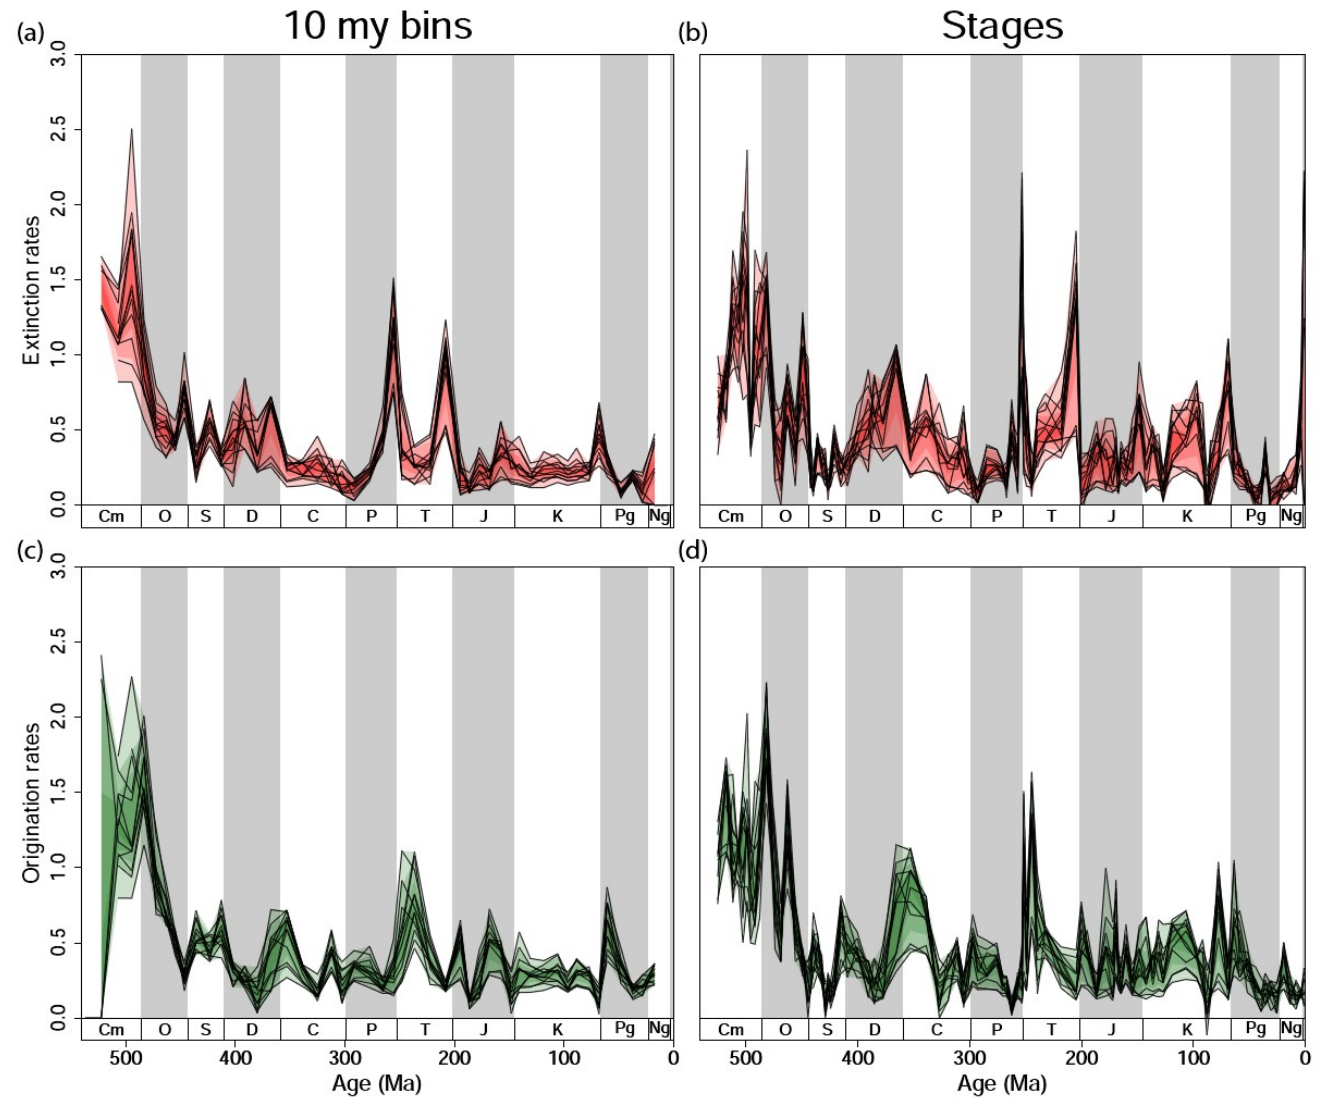 (a) 10 my bins (b) Stages
Extinction rates
3.0
2.5
2.0
1.5
1.0
0.5
0.0
Cm O S D C P T J K Pg Ng
Cm O S D C P T J K Pg Ng
(c) (d)
Origination rates
3.0
2.5
2.0
1.5
1.0
0.5
0.0
Cm O S D C P T J K Pg Ng
Cm O S D C P T J K Pg Ng
500 400 300 200 100 0
500 400 300 200 100 0
Age (Ma) Age (Ma)